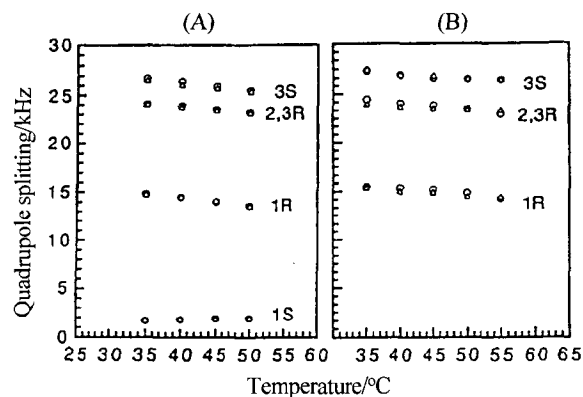 (A) (B)
Quadrupole splitting/kHz
30
25
20
15
10
5
0
3S
2,3R
1R
1S
3S
2,3R
1R
25 30 35 40 45 50 55 60
35 40 45 50 55 60 65
Temperature/°C